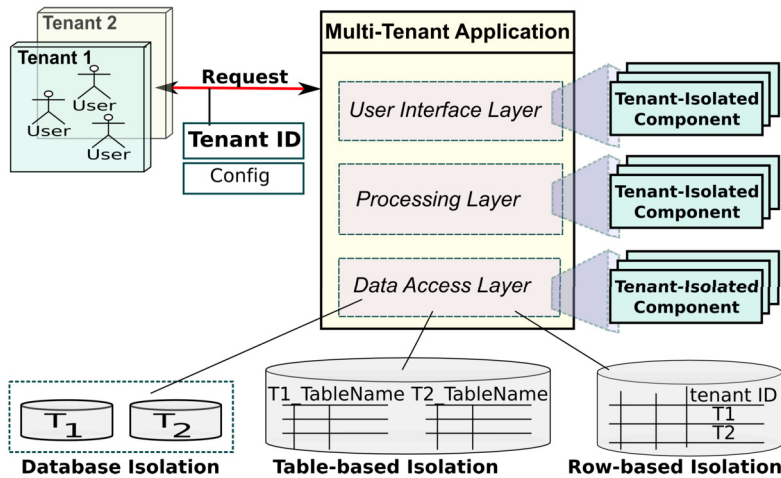 Tenant 2
Tenant 1
User
User
User
Request
Tenant ID
Config
Multi-Tenant Application
User Interface Layer
Tenant-Isolated
Component
Processing Layer
Tenant-Isolated
Component
Data Access Layer
Tenant-Isolated
Component
T1
T2
Database Isolation
T1_TableName T2_TableName
Table-based Isolation
tenant ID
T1
T2
Row-based Isolation